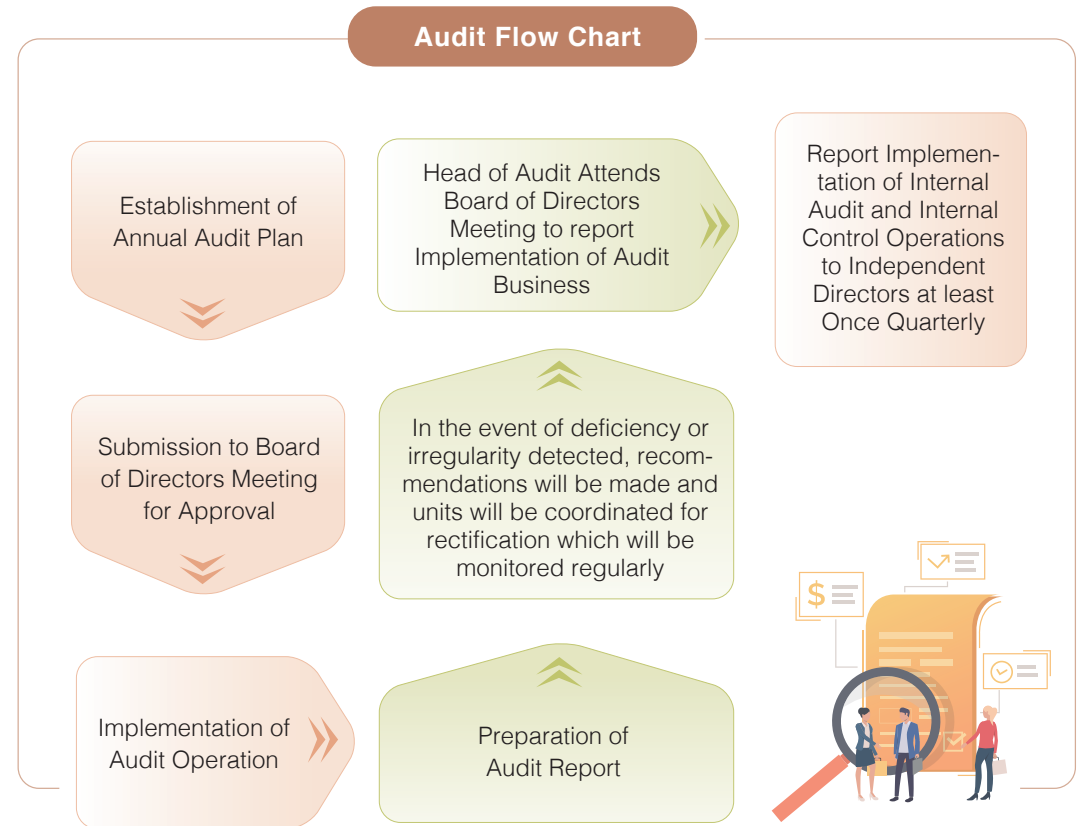 Audit Flow Chart
Establishment of
Annual Audit Plan
Submission to Board
of Directors Meeting
for Approval
Implementation of
Audit Operation
Preparation of
Audit Report
In the event of deficiency or
irregularity detected, recom-
mendations will be made and
units will be coordinated for
rectification which will be
monitored regularly
Head of Audit Attends
Board of Directors
Meeting to report
Implementation of Audit
Business
Report Implemen-
tation of Internal
Audit and Internal
Control Operations
to Independent
Directors at least
Once Quarterly
$